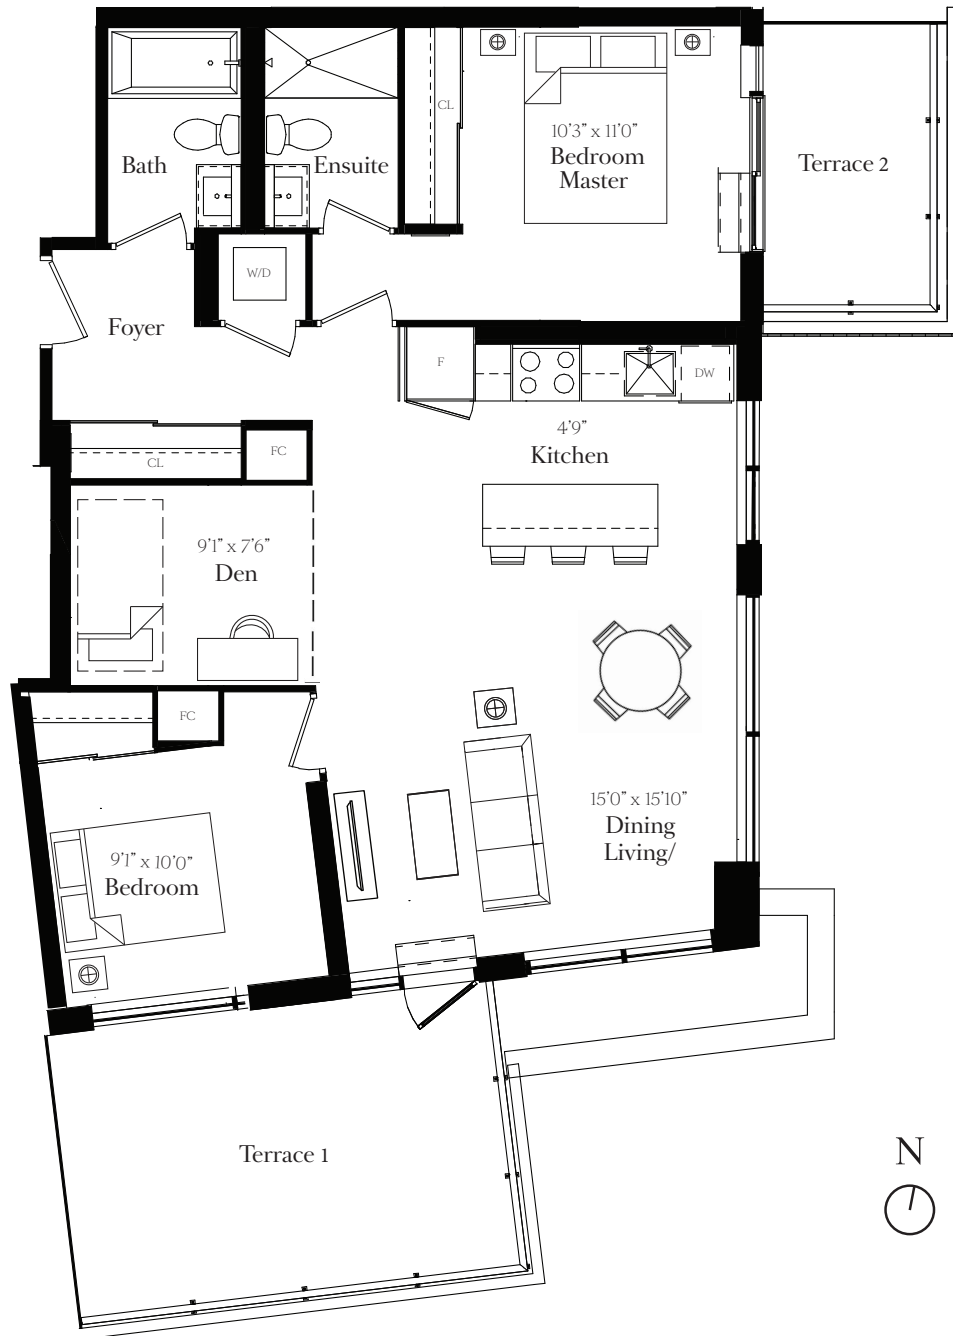 Bath
Ensuite
CL
10'3" x 11'0"
Bedroom
Master
Terrace 2
W/D
Foyer
F
DW
4'9"
Kitchen
CL
FC
9'1" x 7'6"
Den
FC
15'0" x 15'10"
Dining
Living/
9'1" x 10'0"
Bedroom
Terrace 1
N